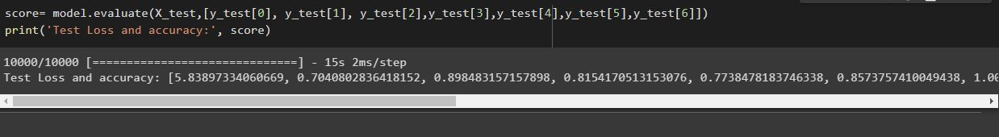 score= model.evaluate(X_test,[y_test[0], y_test[1], y_test[2],y_test[3],y_test[4],y_test[5],y_test[6]])
print('Test Loss and accuracy:', score)
10000/10000 [==============================] - 15s 2ms/step
Test Loss and accuracy: [5.83897334060669, 0.7040802836418152, 0.898483157157898, 0.8154170513153076, 0.7738478183746338, 0.8573757410049438, 1.00